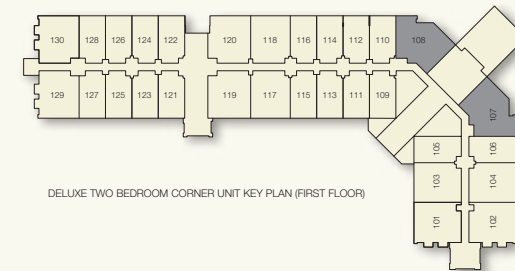 130 128 126 124 122 120 118 116 114 112 110 108
129 127 125 123 121 119 117 115 113 111 109 107
105 106
103 104
101 102
DELUXE TWO BEDROOM CORNER UNIT KEY PLAN (FIRST FLOOR)